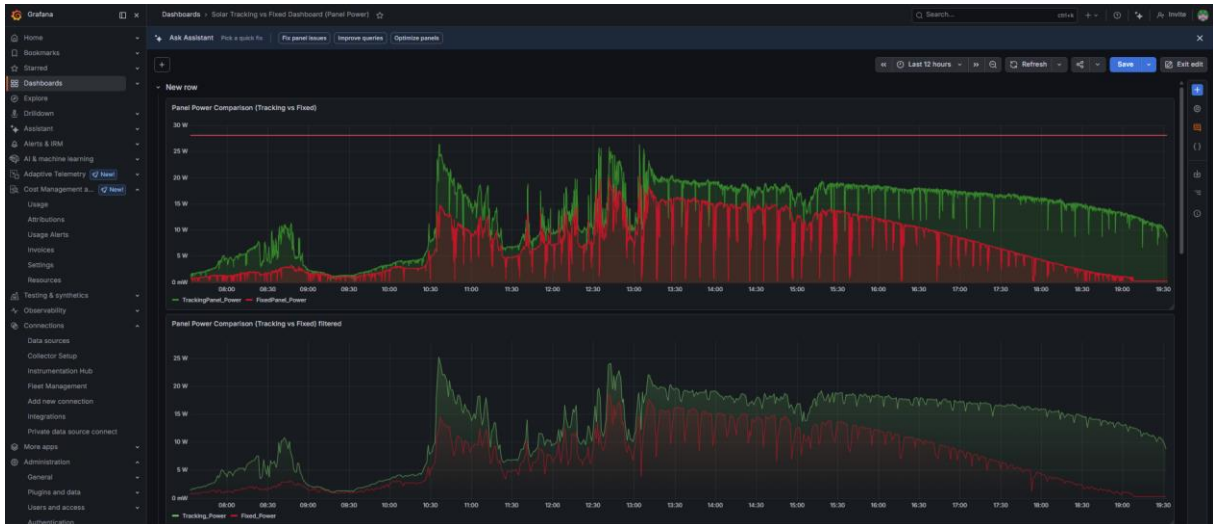 Grafana
Dashboards › Solar Tracking vs Fixed Dashboard (Panel Power)
Search...
ctrl+k
Invite
Home
Bookmarks
Starred
Dashboards
Explore
Drilldown
Assistant
Alerts & IRM
AI & machine learning
Adaptive Telemetry New!
Cost Management a... New!
Usage
Attributions
Usage Alerts
Invoices
Settings
Resources
Testing & synthetics
Observability
Connections
Data sources
Collector Setup
Instrumentation Hub
Fleet Management
Add new connection
Integrations
Private data source connect
More apps
Administration
General
Plugins and data
Users and access
Authentication
Ask Assistant Pick a quick fix Fix panel issues Improve queries Optimize panels
Last 12 hours Refresh Save Exit edit
New row
Panel Power Comparison (Tracking vs Fixed)
30 W
25 W
20 W
15 W
10 W
5 W
0 mW
08:00 08:30 09:00 09:30 10:00 10:30 11:00 11:30 12:00 12:30 13:00 13:30 14:00 14:30 15:00 15:30 16:00 16:30 17:00 17:30 18:00 18:30 19:00 19:30
TrackingPanel_Power FixedPanel_Power
Panel Power Comparison (Tracking vs Fixed) filtered
25 W
20 W
15 W
10 W
5 W
0 mW
08:00 08:30 09:00 09:30 10:00 10:30 11:00 11:30 12:00 12:30 13:00 13:30 14:00 14:30 15:00 15:30 16:00 16:30 17:00 17:30 18:00 18:30 19:00 19:30
Tracking_Power Fixed_Power